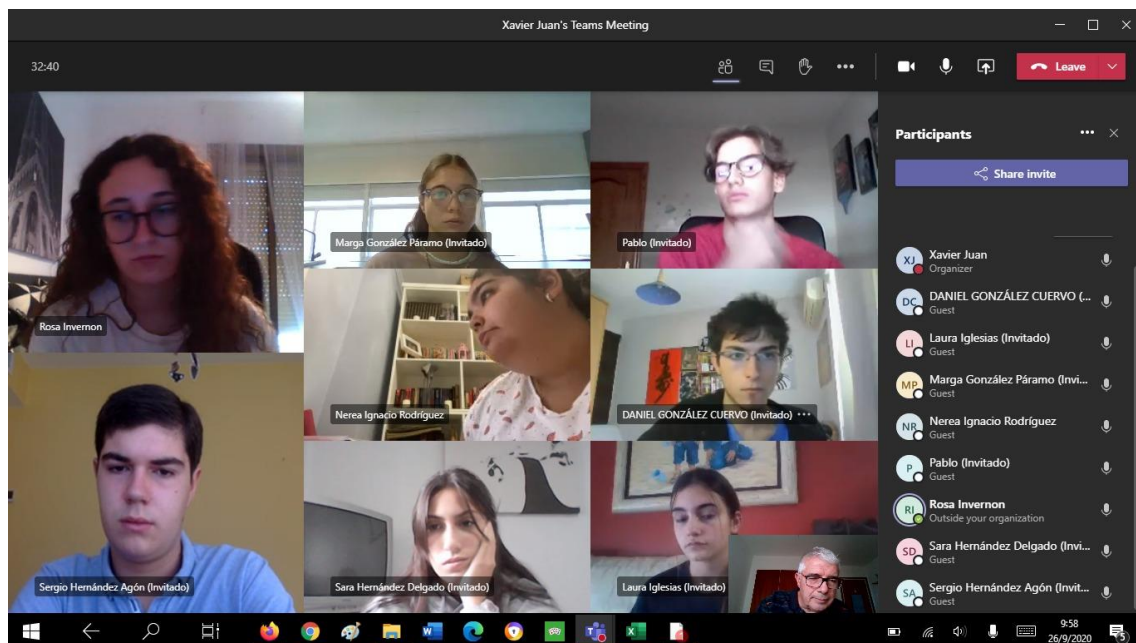 Xavier Juan's Teams Meeting
32:40
Leave
Participants
Share invite
Rosa Invernon
Marga González Páramo (Invitado)
Pablo (Invitado)
Nerea Ignacio Rodríguez
DANIEL GONZÁLEZ CUERVO (Invitado) •••
Sergio Hernández Agón (Invitado)
Sara Hernández Delgado (Invitado)
Laura Iglesias (Invitado)
XJ Xavier Juan
Organizer
DC DANIEL GONZÁLEZ CUERVO (...
Guest
LI Laura Iglesias (Invitado)
Guest
MP Marga González Páramo (Invi...
Guest
NR Nerea Ignacio Rodríguez
Guest
P Pablo (Invitado)
Guest
RI Rosa Invernon
Outside your organization
SD Sara Hernández Delgado (Invi...
Guest
SA Sergio Hernández Agón (Invit...
Guest
9:58
26/9/2020
5